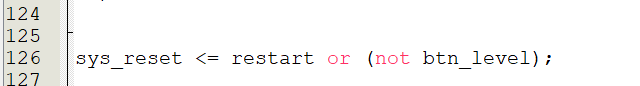 124
125
126 sys_reset <= restart or (not btn_level);
127